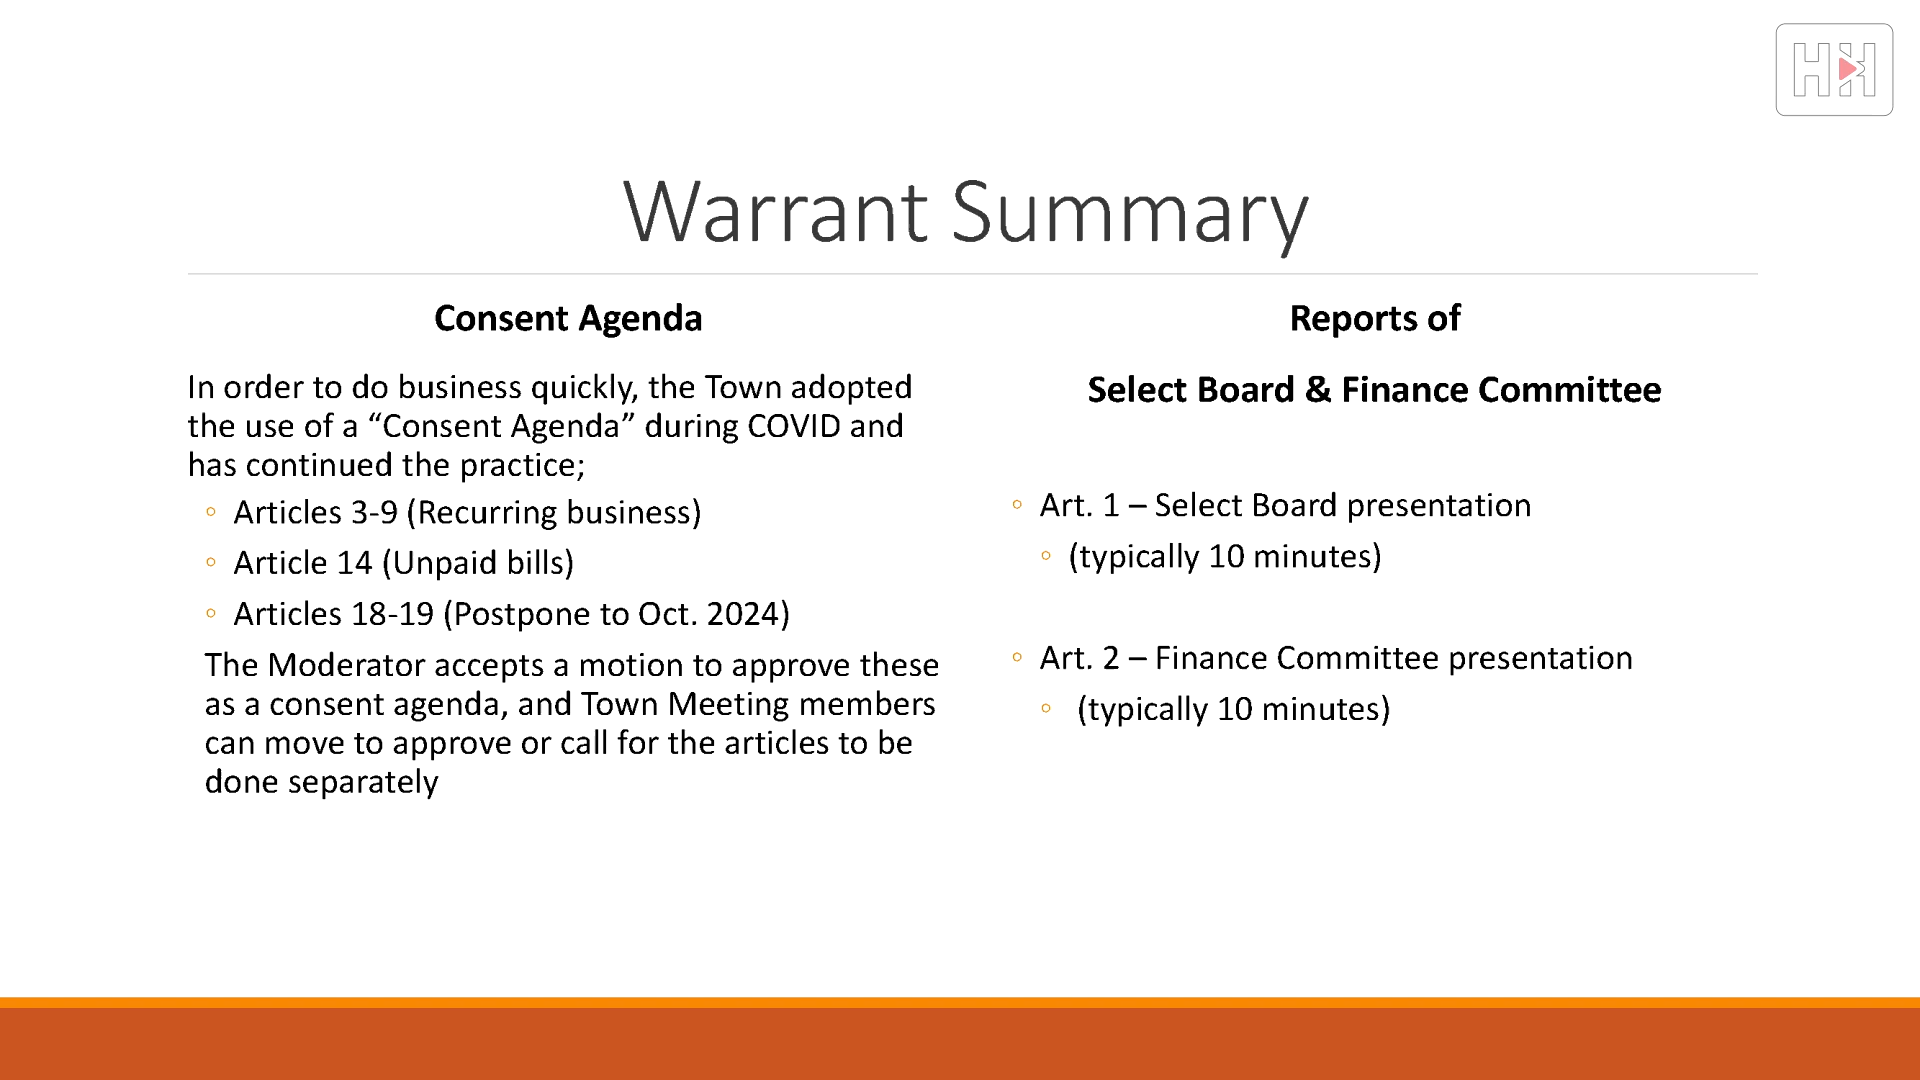 Warrant Summary
Consent Agenda
In order to do business quickly, the Town adopted
the use of a “Consent Agenda” during COVID and
has continued the practice;
◦ Articles 3-9 (Recurring business)
◦ Article 14 (Unpaid bills)
◦ Articles 18-19 (Postpone to Oct. 2024)
The Moderator accepts a motion to approve these
as a consent agenda, and Town Meeting members
can move to approve or call for the articles to be
done separately
Reports of
Select Board & Finance Committee
◦ Art. 1 – Select Board presentation
◦ (typically 10 minutes)
◦ Art. 2 – Finance Committee presentation
◦ (typically 10 minutes)
HH